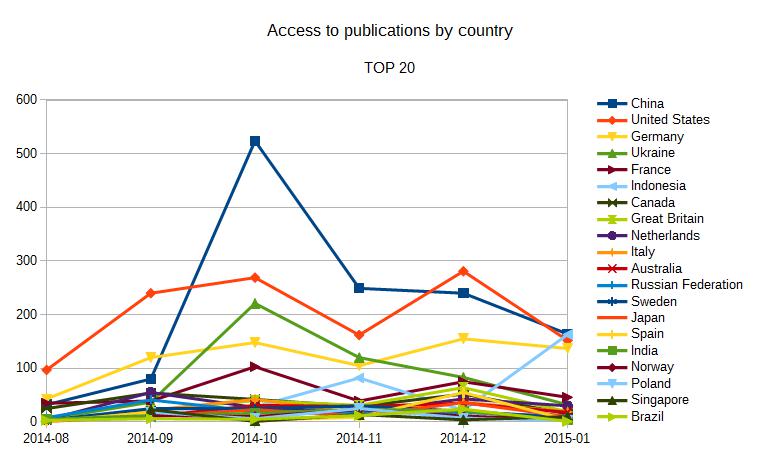 Access to publications by country
TOP 20
600
500
400
300
200
100
0
2014-08 2014-09 2014-10 2014-11 2014-12 2015-01
China
United States
Germany
Ukraine
France
Indonesia
Canada
Great Britain
Netherlands
Italy
Australia
Russian Federation
Sweden
Japan
Spain
India
Norway
Poland
Singapore
Brazil